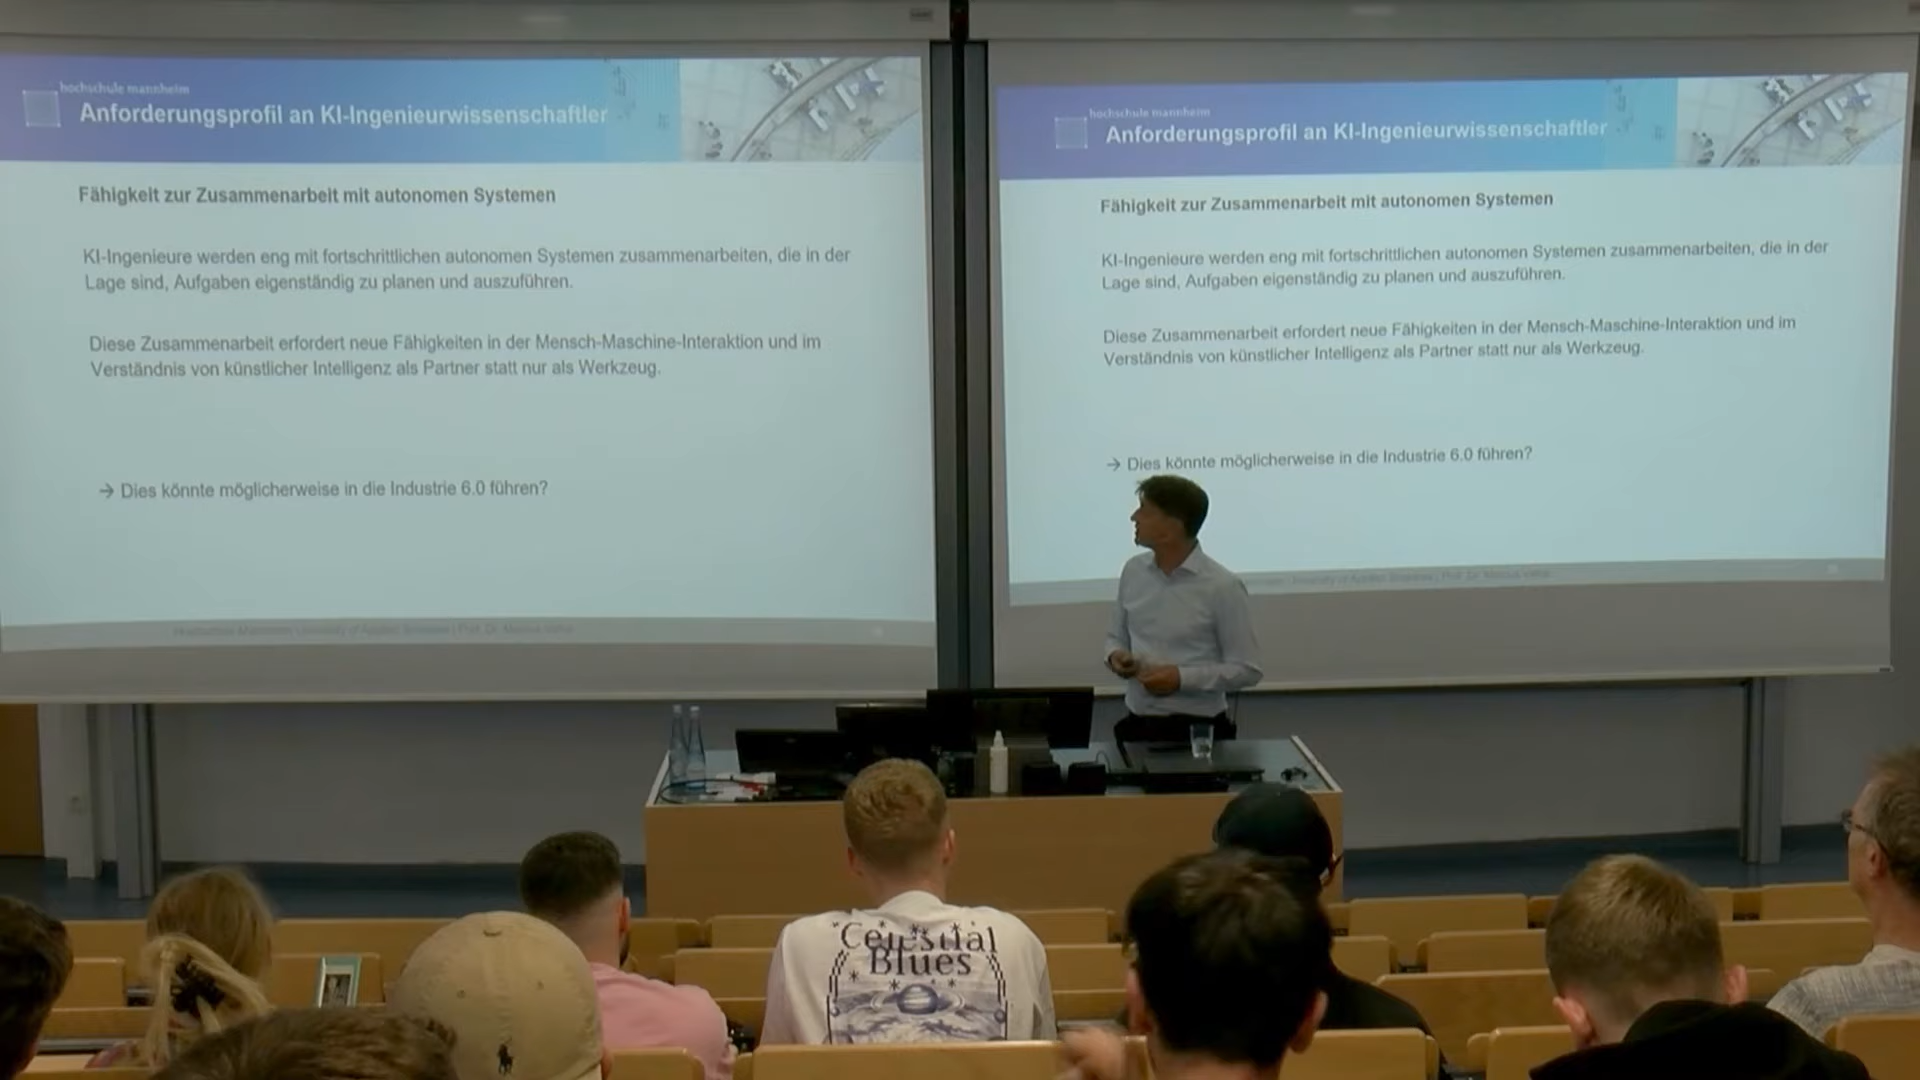 hochschule mannheim
Anforderungsprofil an KI-Ingenieurwissenschaftler
Fähigkeit zur Zusammenarbeit mit autonomen Systemen
KI-Ingenieure werden eng mit fortschrittlichen autonomen Systemen zusammenarbeiten, die in der
Lage sind, Aufgaben eigenständig zu planen und auszuführen.
Diese Zusammenarbeit erfordert neue Fähigkeiten in der Mensch-Maschine-Interaktion und im
Verständnis von künstlicher Intelligenz als Partner statt nur als Werkzeug.
→ Dies könnte möglicherweise in die Industrie 6.0 führen?
hochschule mannheim
Anforderungsprofil an KI-Ingenieurwissenschaftler
Fähigkeit zur Zusammenarbeit mit autonomen Systemen
KI-Ingenieure werden eng mit fortschrittlichen autonomen Systemen zusammenarbeiten, die in der
Lage sind, Aufgaben eigenständig zu planen und auszuführen.
Diese Zusammenarbeit erfordert neue Fähigkeiten in der Mensch-Maschine-Interaktion und im
Verständnis von künstlicher Intelligenz als Partner statt nur als Werkzeug.
→ Dies könnte möglicherweise in die Industrie 6.0 führen?
Celestial
Blues